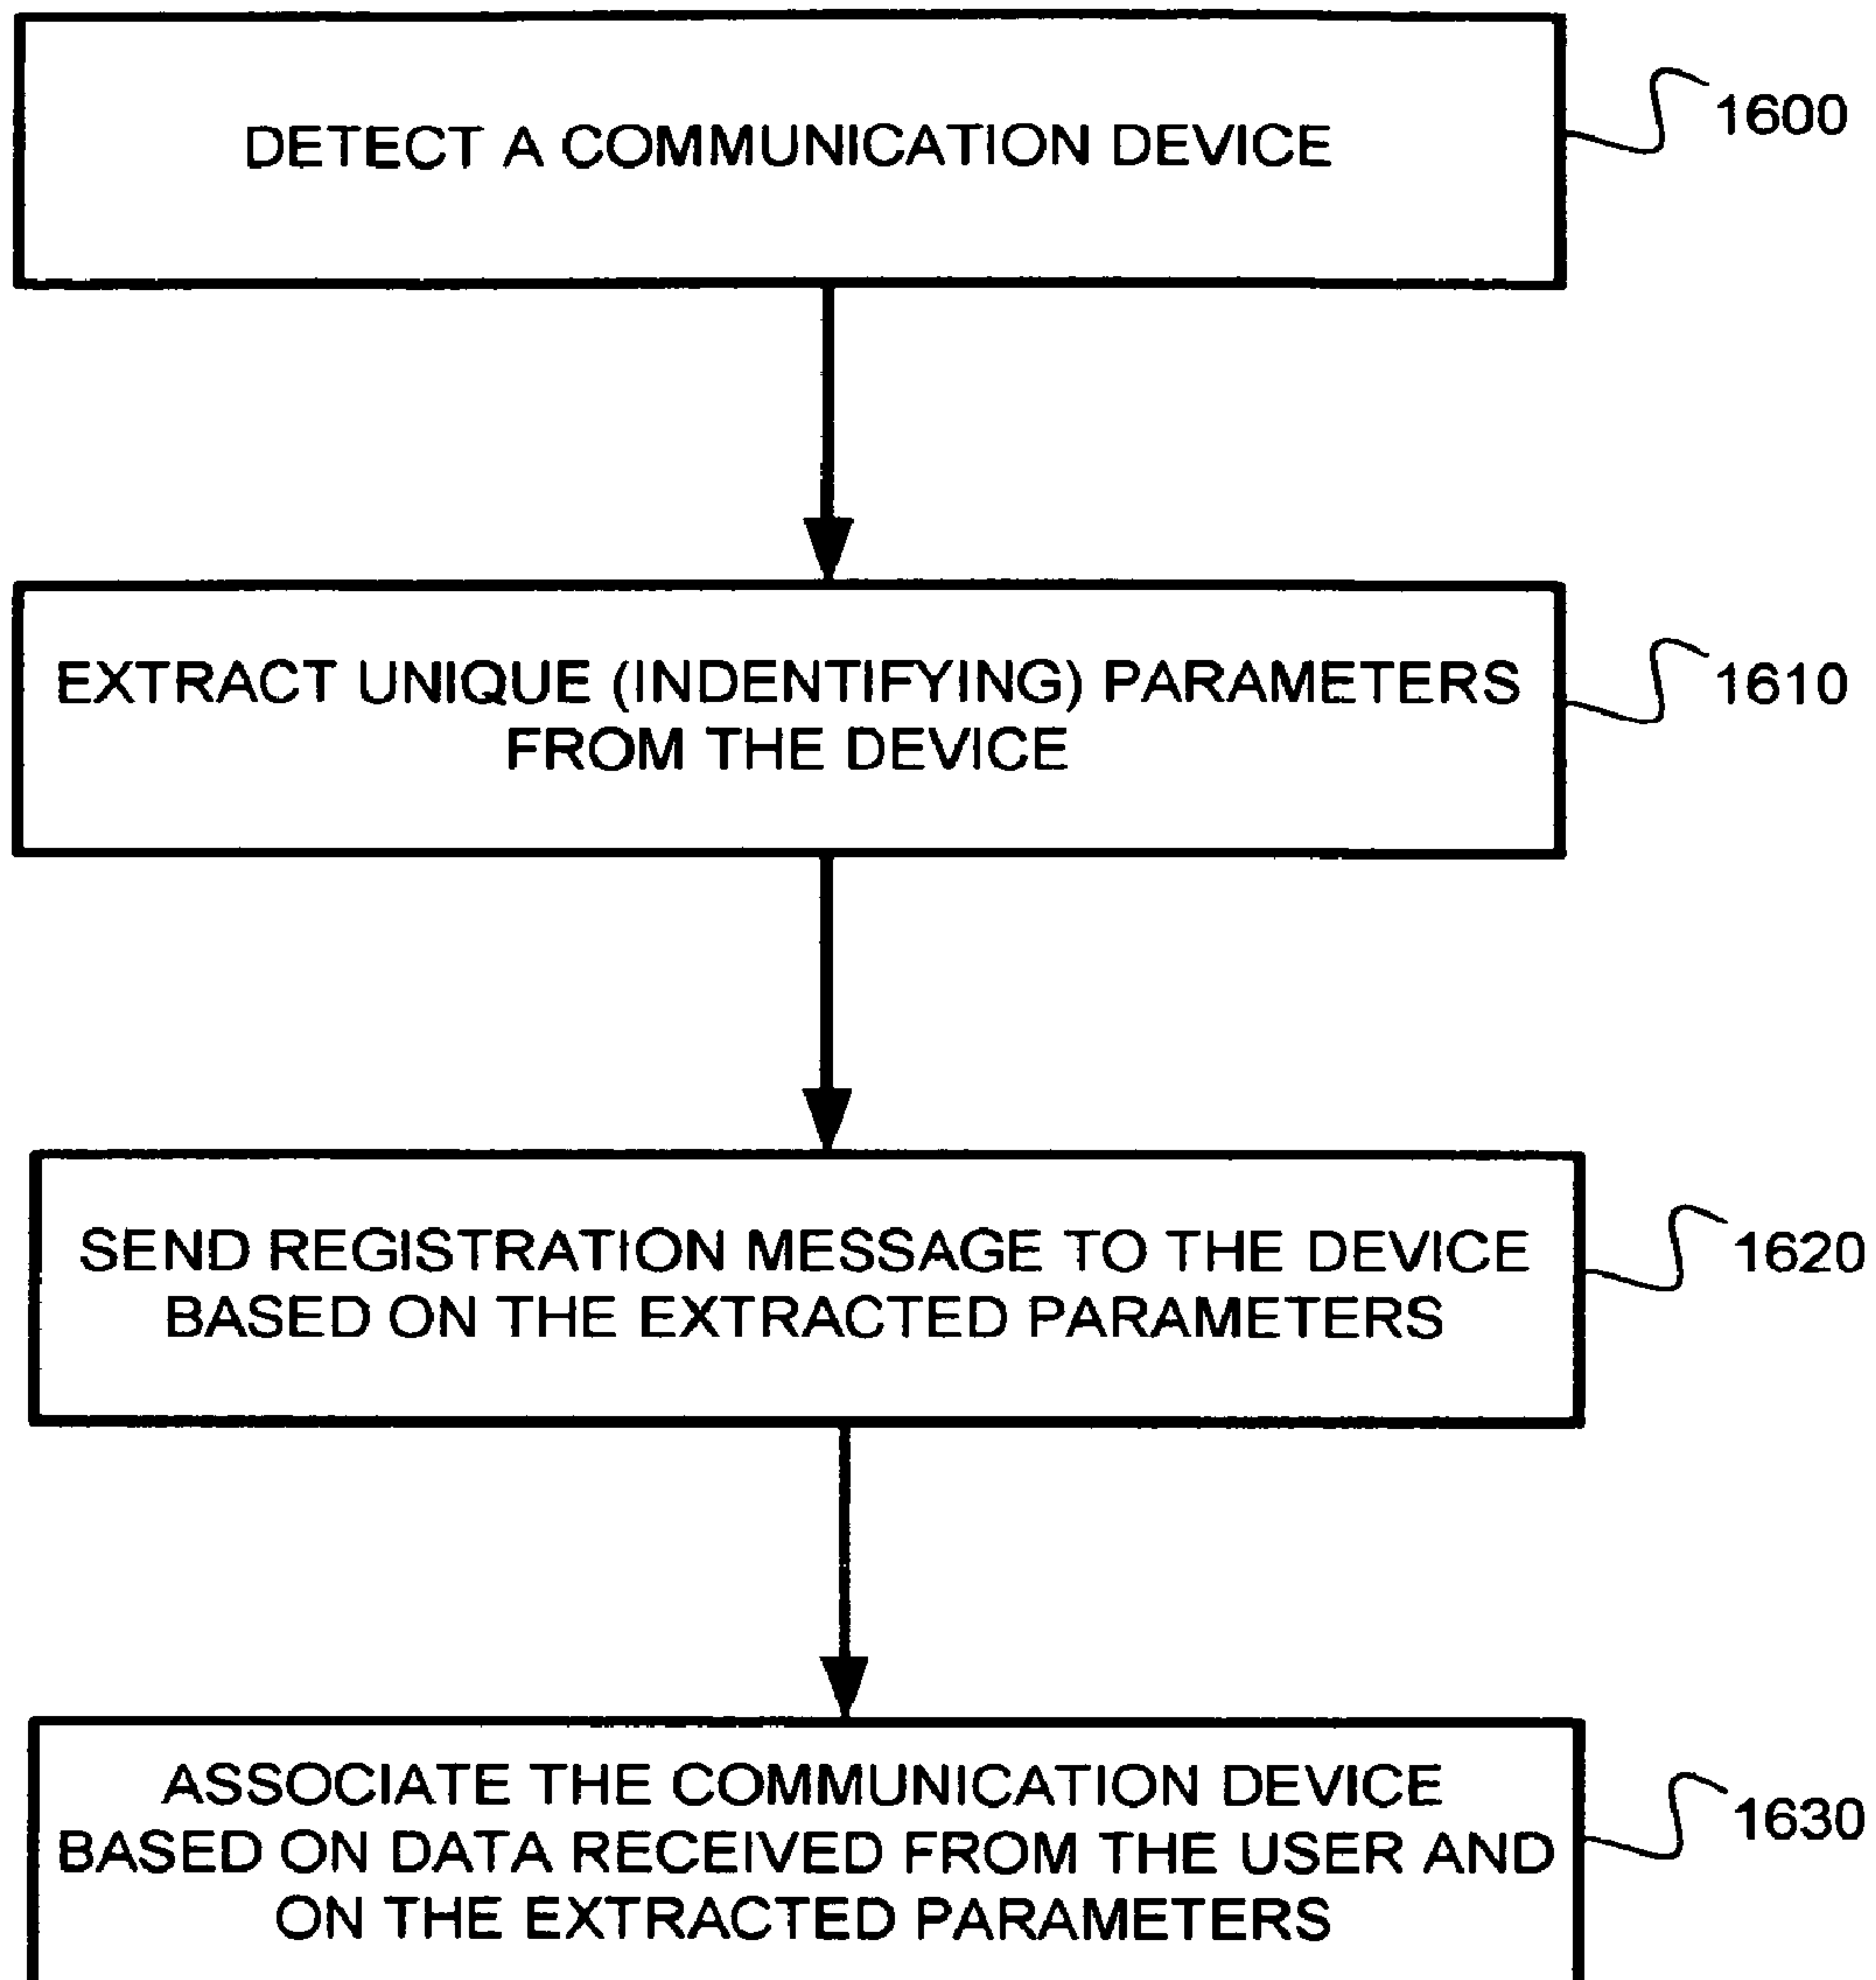 DETECT A COMMUNICATION DEVICE
1600
EXTRACT UNIQUE (INDENTIFYING) PARAMETERS
FROM THE DEVICE
1610
SEND REGISTRATION MESSAGE TO THE DEVICE
BASED ON THE EXTRACTED PARAMETERS
1620
ASSOCIATE THE COMMUNICATION DEVICE
BASED ON DATA RECEIVED FROM THE USER AND
ON THE EXTRACTED PARAMETERS
1630